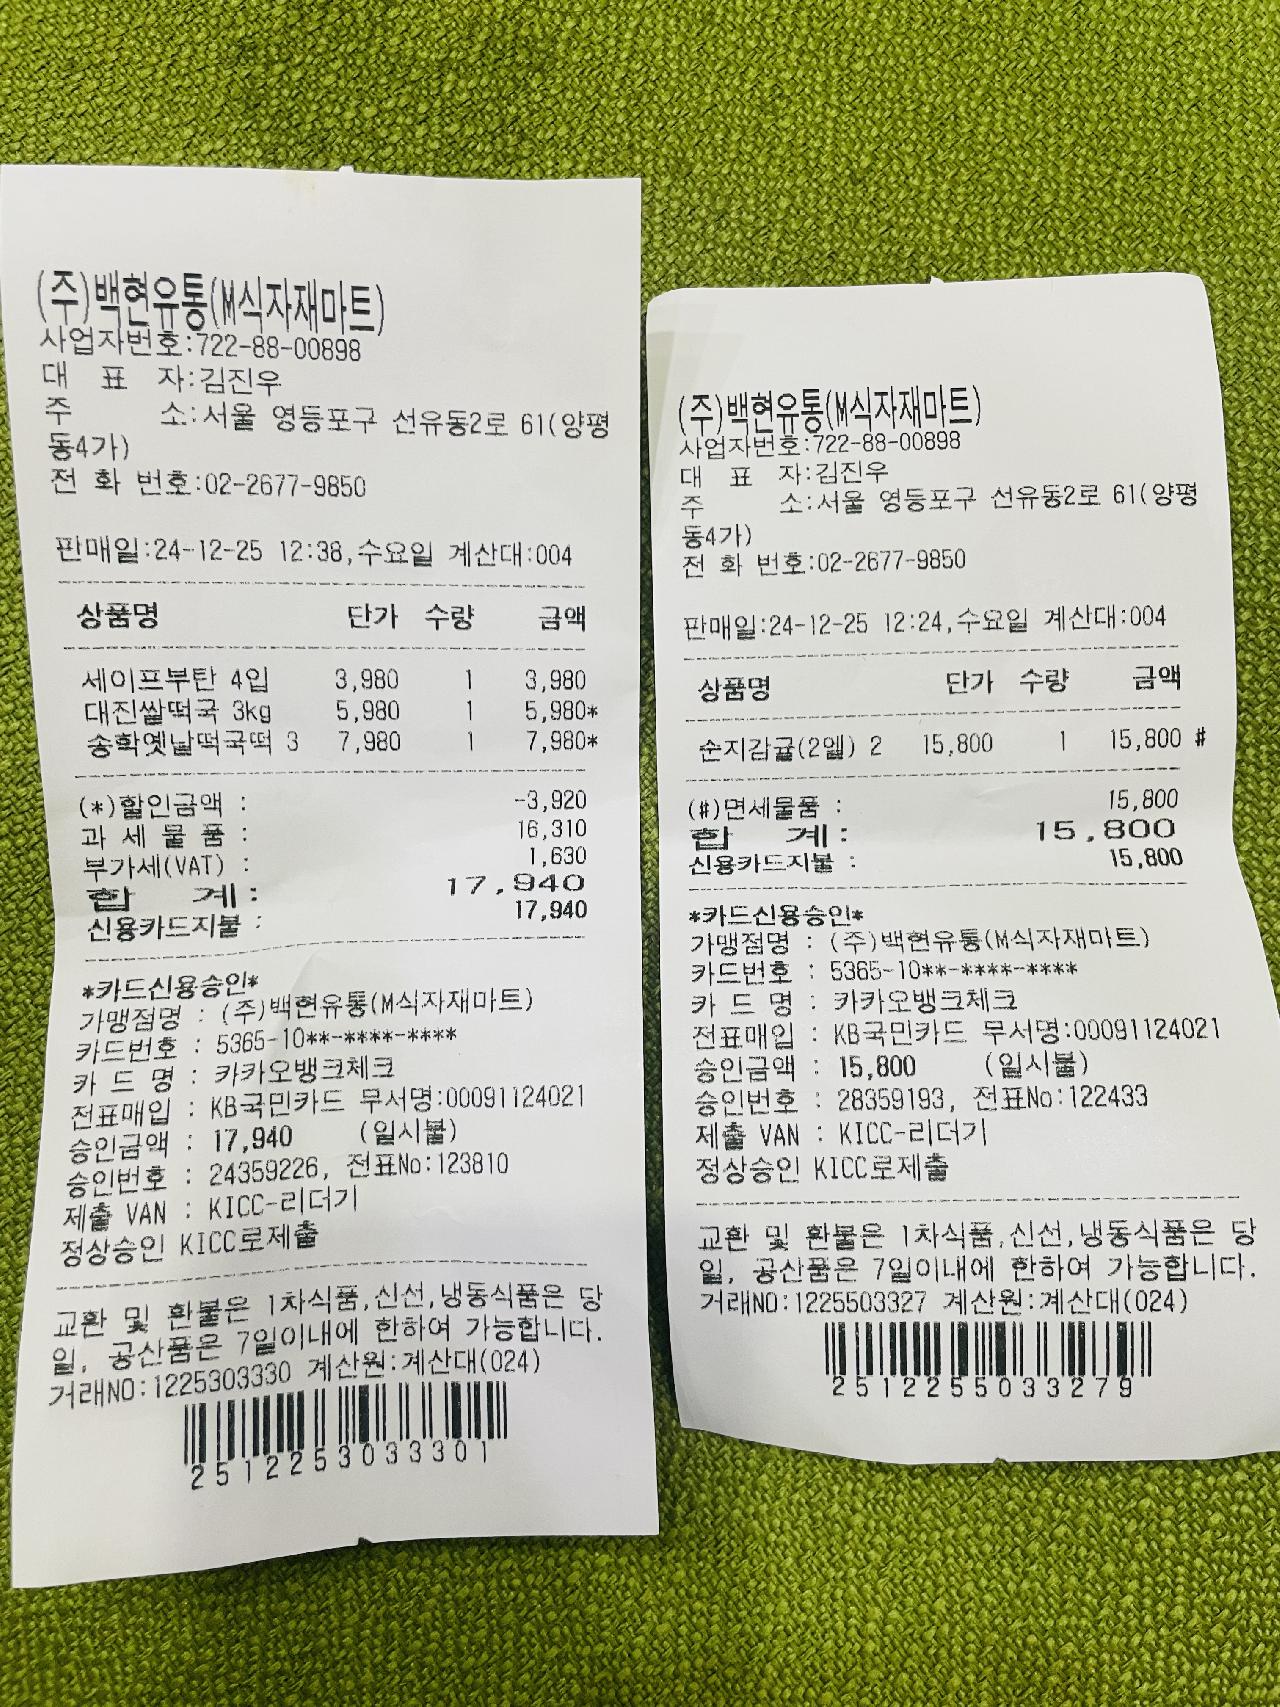 (주)백현유통(M식자재마트)
사업자번호:722-88-00898
대 표 자:김진우
주 소:서울 영등포구 선유동2로 61(양평
동4가)
전 화 번호:02-2677-9850
판매일:24-12-25 12:38,수요일 계산대:004
상품명 단가 수량 금액
세이프부탄 4입 3,980 1 3,980
대진쌀떡국 3kg 5,980 1 5,980*
송학옛날떡국떡 3 7,980 1 7,980*
(*)할인금액 : -3,920
과 세 물 품 : 16,310
부가세(VAT) : 1,630
합 계: 17,940
신용카드지불 : 17,940
*카드신용승인*
가맹점명 : (주)백현유통(M식자재마트)
카드번호 : 5365-10**-****-****
카 드 명 : 카카오뱅크체크
전표매입 : KB국민카드 무서명:00091124021
승인금액 : 17,940 (일시불)
승인번호 : 24359226, 전표No:123810
제출 VAN : KICC-리더기
정상승인 KICC로제출
교환 및 환불은 1차식품,신선,냉동식품은 당
일, 공산품은 7일이내에 한하여 가능합니다.
거래NO:1225303330 계산원:계산대(024)
2512253033301
(주)백현유통(M식자재마트)
사업자번호:722-88-00898
대 표 자:김진우
주 소:서울 영등포구 선유동2로 61(양평
동4가)
전 화 번호:02-2677-9850
판매일:24-12-25 12:24,수요일 계산대:004
상품명 단가 수량 금액
순지감귤(2엘) 2 15,800 1 15,800 #
(#)면세물품 : 15,800
합 계: 15,800
신용카드지불 : 15,800
*카드신용승인*
가맹점명 : (주)백현유통(M식자재마트)
카드번호 : 5365-10**-****-****
카 드 명 : 카카오뱅크체크
전표매입 : KB국민카드 무서명:00091124021
승인금액 : 15,800 (일시불)
승인번호 : 28359193, 전표No:122433
제출 VAN : KICC-리더기
정상승인 KICC로제출
교환 및 환불은 1차식품,신선,냉동식품은 당
일, 공산품은 7일이내에 한하여 가능합니다.
거래NO:1225503327 계산원:계산대(024)
2512255033279